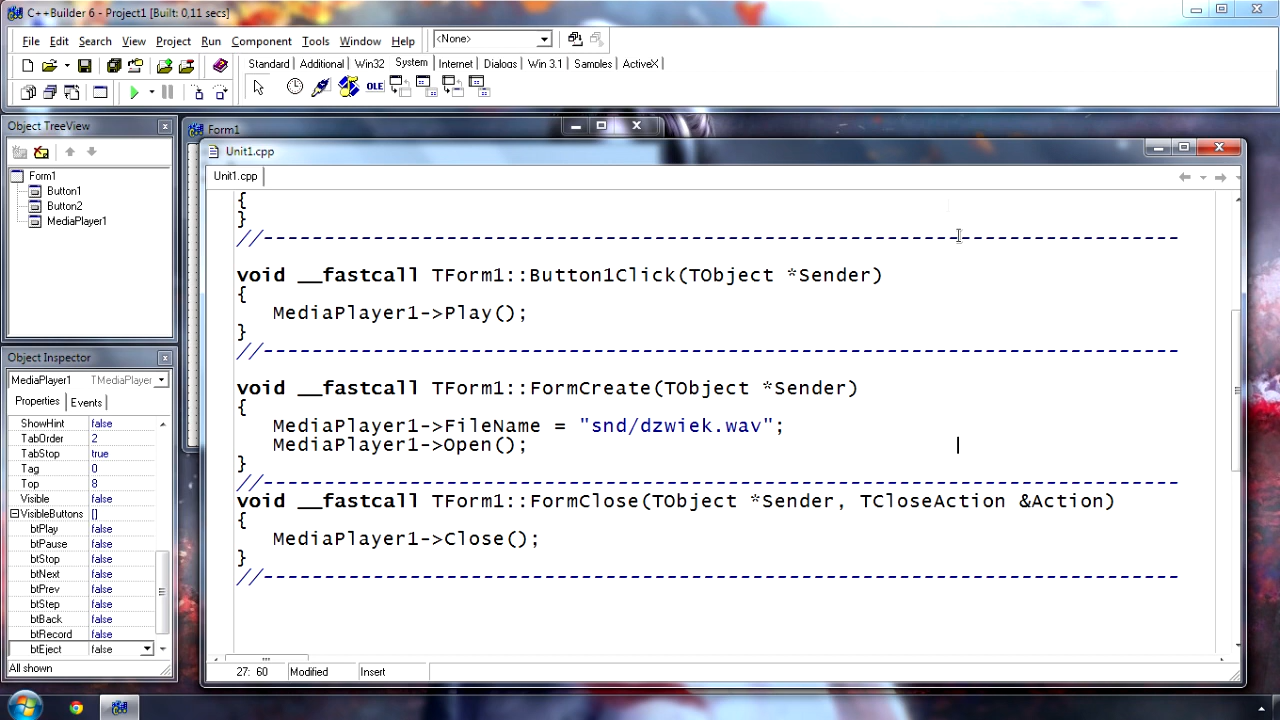 C++Builder 6 - Project1 [Built: 0,11 secs]
File Edit Search View Project Run Component Tools Window Help
<None>
Standard Additional Win32 System Internet Dialogs Win 3.1 Samples ActiveX
OLE
Object TreeView
Form1
Button1
Button2
MediaPlayer1
Object Inspector
MediaPlayer1 TMediaPlayer
Properties Events
ShowHint false
TabOrder 2
TabStop true
Tag 0
Top 8
Visible false
VisibleButtons []
btPlay false
btPause false
btStop false
btNext false
btPrev false
btStep false
btBack false
btRecord false
btEject false
All shown
Form1
Unit1.cpp
Unit1.cpp
{
}
//---------------------------------------------------------------------------
void __fastcall TForm1::Button1Click(TObject *Sender)
{
MediaPlayer1->Play();
}
//---------------------------------------------------------------------------
void __fastcall TForm1::FormCreate(TObject *Sender)
{
MediaPlayer1->FileName = "snd/dzwiek.wav";
MediaPlayer1->Open();
}
//---------------------------------------------------------------------------
void __fastcall TForm1::FormClose(TObject *Sender, TCloseAction &Action)
{
MediaPlayer1->Close();
}
//---------------------------------------------------------------------------
27: 60 Modified Insert